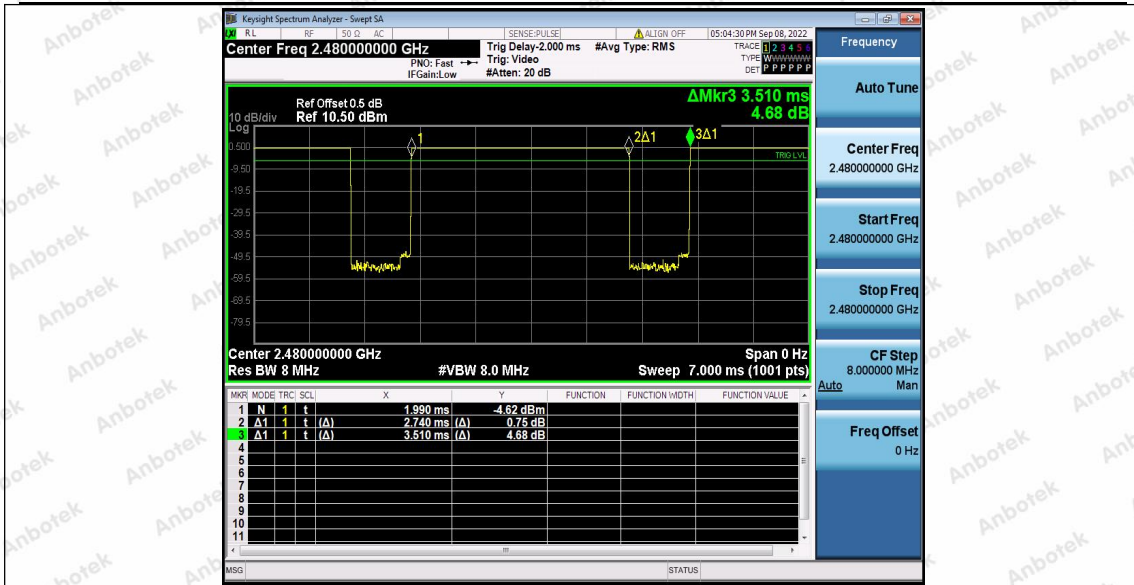 Keysight Spectrum Analyzer - Swept SA
LXI RL RF 50 Ω AC SENSE:PULSE ALIGN OFF 05:04:30 PM Sep 08, 2022
Center Freq 2.480000000 GHz
PNO: Fast
IFGain:Low
Trig Delay-2.000 ms
Trig: Video
#Atten: 20 dB
#Avg Type: RMS
TRACE 1 2 3 4 5 6
TYPE WWWWWW
DET P P P P P P
Frequency
ΔMkr3 3.510 ms
4.68 dB
Ref Offset 0.5 dB
10 dB/div Ref 10.50 dBm
Log
1
2Δ1
3Δ1
TRIG LVL
0.500
-9.50
-19.5
-29.5
-39.5
-49.5
-59.5
-69.5
-79.5
Center 2.480000000 GHz Span 0 Hz
Res BW 8 MHz #VBW 8.0 MHz Sweep 7.000 ms (1001 pts)
MKR MODE TRC SCL X Y FUNCTION FUNCTION WIDTH FUNCTION VALUE
1 N 1 t 1.990 ms -4.62 dBm
2 Δ1 1 t (Δ) 2.740 ms (Δ) 0.75 dB
3 Δ1 1 t (Δ) 3.510 ms (Δ) 4.68 dB
4
5
6
7
8
9
10
11
MSG STATUS
Auto Tune
Center Freq
2.480000000 GHz
Start Freq
2.480000000 GHz
Stop Freq
2.480000000 GHz
CF Step
8.000000 MHz
Auto Man
Freq Offset
0 Hz
Anbotek